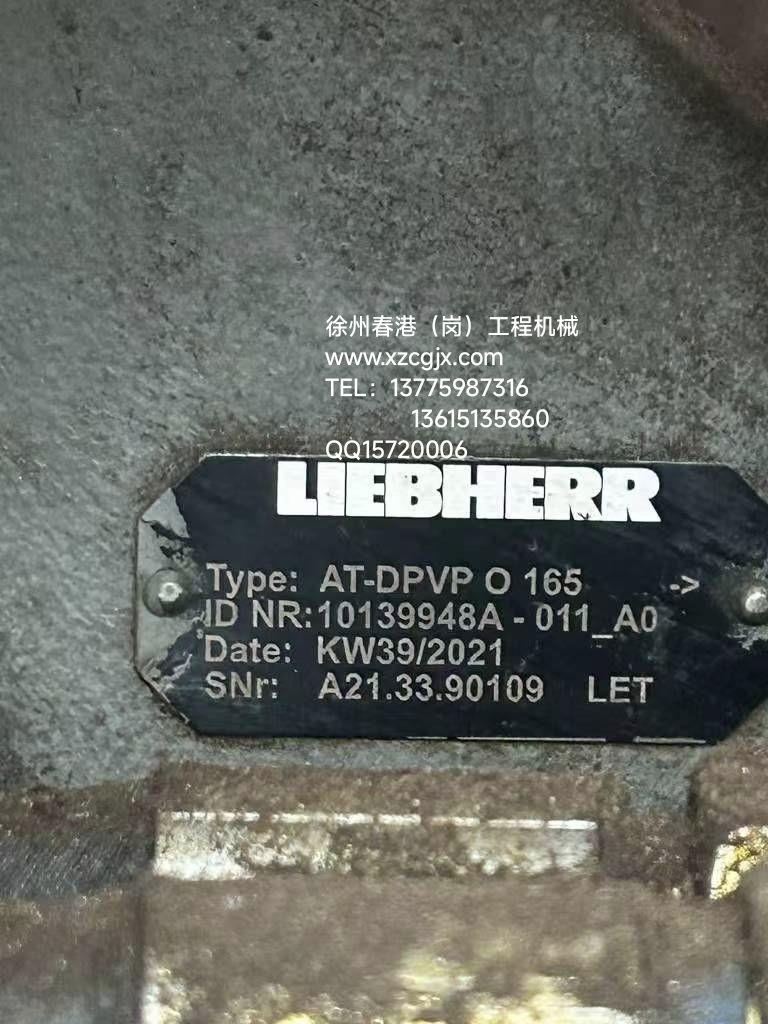 徐州春港（岗）工程机械
www.xzcgjx.com
TEL：13775987316
13615135860
QQ15720006
LIEBHERR
Type: AT-DPVP O 165 ->
ID NR:10139948A - 011_A0
Date: KW39/2021
SNr: A21.33.90109 LET